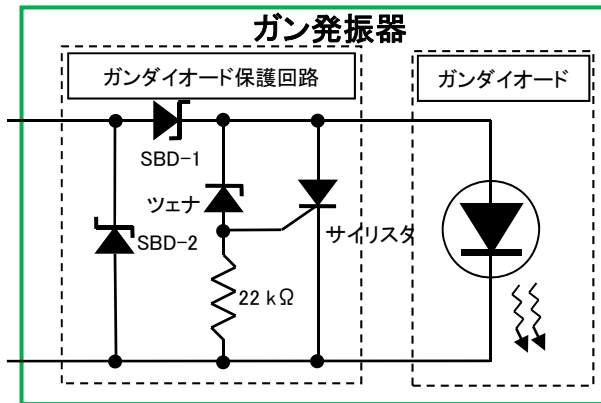 ガン発振器
ガンダイオード保護回路
ガンダイオード
SBD-1
ツェナ
サイリスタ
SBD-2
22 kΩ